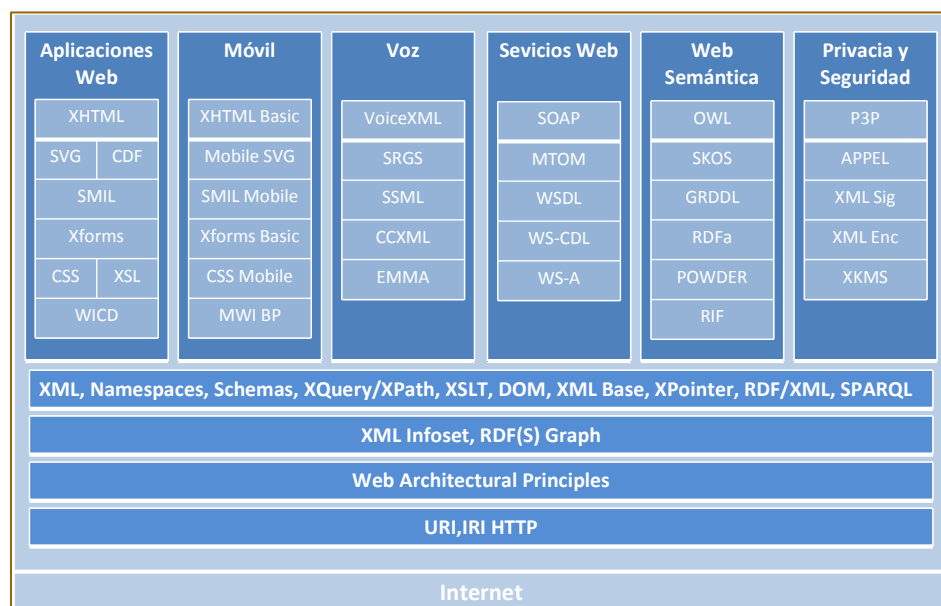 Aplicaciones
Web
XHTML
SVG CDF
SMIL
Xforms
CSS XSL
WICD
Móvil
XHTML Basic
Mobile SVG
SMIL Mobile
Xforms Basic
CSS Mobile
MWI BP
Voz
VoiceXML
SRGS
SSML
CCXML
EMMA
Sevicios Web
SOAP
MTOM
WSDL
WS-CDL
WS-A
Web
Semántica
OWL
SKOS
GRDDL
RDFa
POWDER
RIF
Privacia y
Seguridad
P3P
APPEL
XML Sig
XML Enc
XKMS
XML, Namespaces, Schemas, XQuery/XPath, XSLT, DOM, XML Base, XPointer, RDF/XML, SPARQL
XML Infoset, RDF(S) Graph
Web Architectural Principles
URI,IRI HTTP
Internet